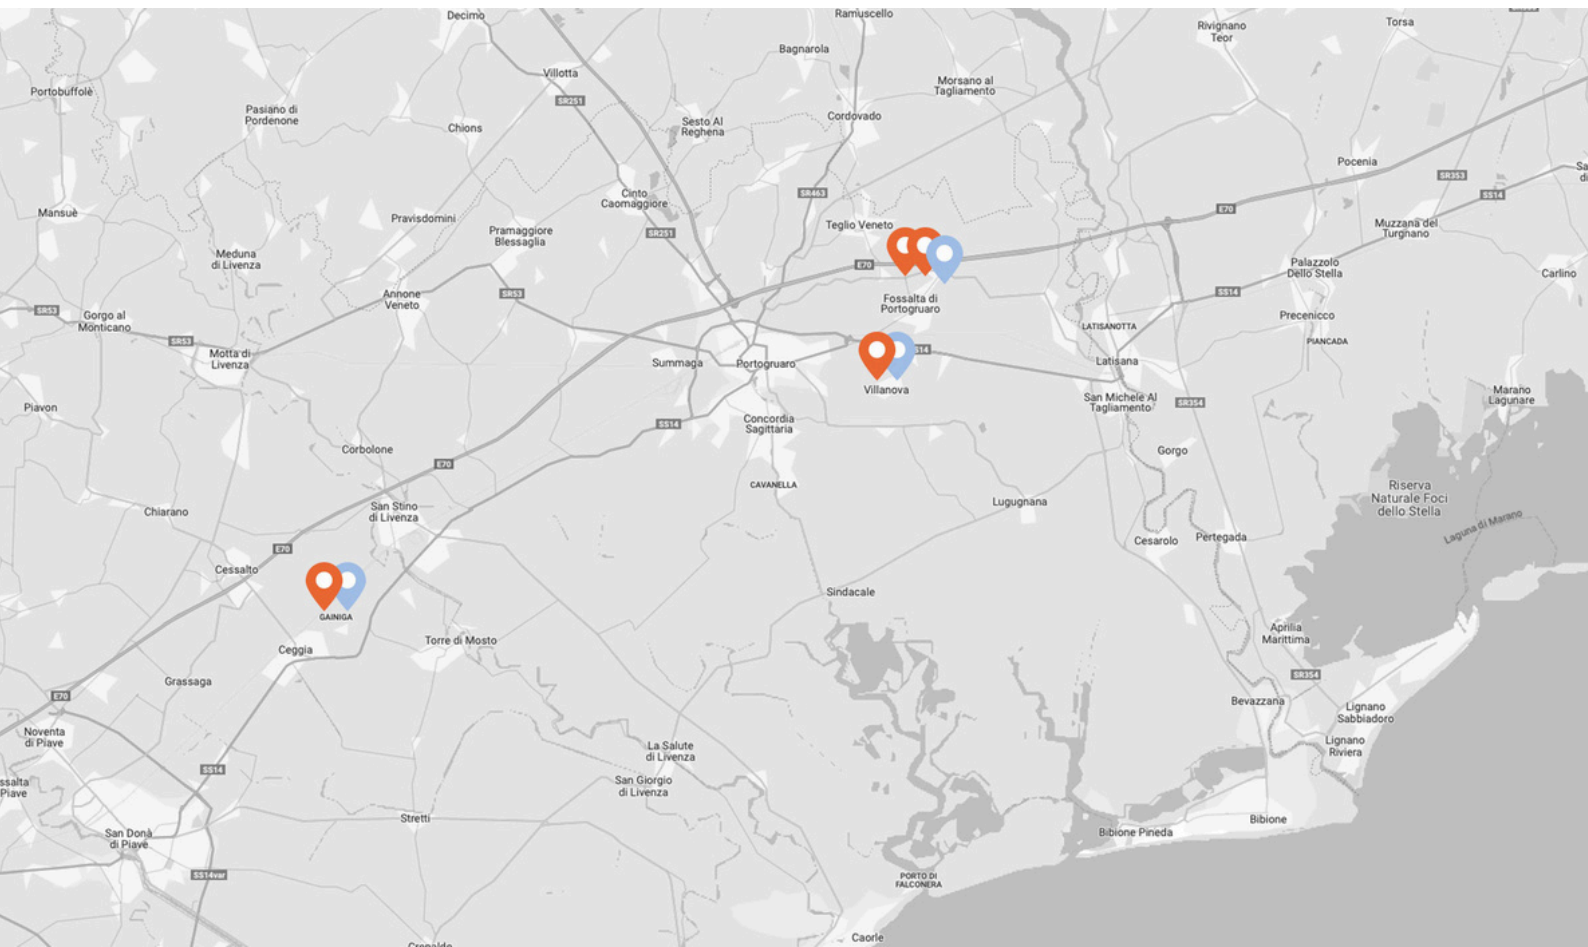 Decimo
Ramuscello
Rivignano
Teor
Torsa
Bagnarola
Villotta
Portobuffolè
Morsano al
Tagliamento
SR251
Pasiano di
Pordenone
Chions
Sesto Al
Reghena
Cordovado
Pocenia
SR353
SS14
Mansuè
Cinto
Caomaggiore
SR463
E70
Pravisdomini
Pramaggiore
Blessaglia
SR251
Teglio Veneto
Muzzana del
Turgnano
Meduna
di Livenza
E70
Palazzolo
Dello Stella
Carlino
Annone
Veneto
SR53
Fossalta di
Portogruaro
SS14
SR53
Gorgo al
Monticano
SR53
LATISANOTTA
Precenicco
PIANCADA
Motta di
Livenza
Summaga
Portogruaro
Latisana
Villanova
San Michele Al
Tagliamento
SR354
Marano
Lagunare
Piavon
SS14
Concordia
Sagittaria
Corbolone
E70
Gorgo
CAVANELLA
Riserva
Naturale Foci
dello Stella
Chiarano
San Stino
di Livenza
Lugugnana
Laguna di Marano
E70
Cesarolo
Pertegada
Cessalto
GAINIGA
Sindacale
Ceggia
Torre di Mosto
Aprilia
Marittima
Grassaga
SR354
E70
Bevazzana
Lignano
Sabbiadoro
Noventa
di Piave
La Salute
di Livenza
Lignano
Riviera
SS14
San Giorgio
di Livenza
ssalta
Piave
Stretti
San Donà
di Piave
Bibione Pineda
Bibione
SS14var
PORTO DI
FALCONERA
Caorle